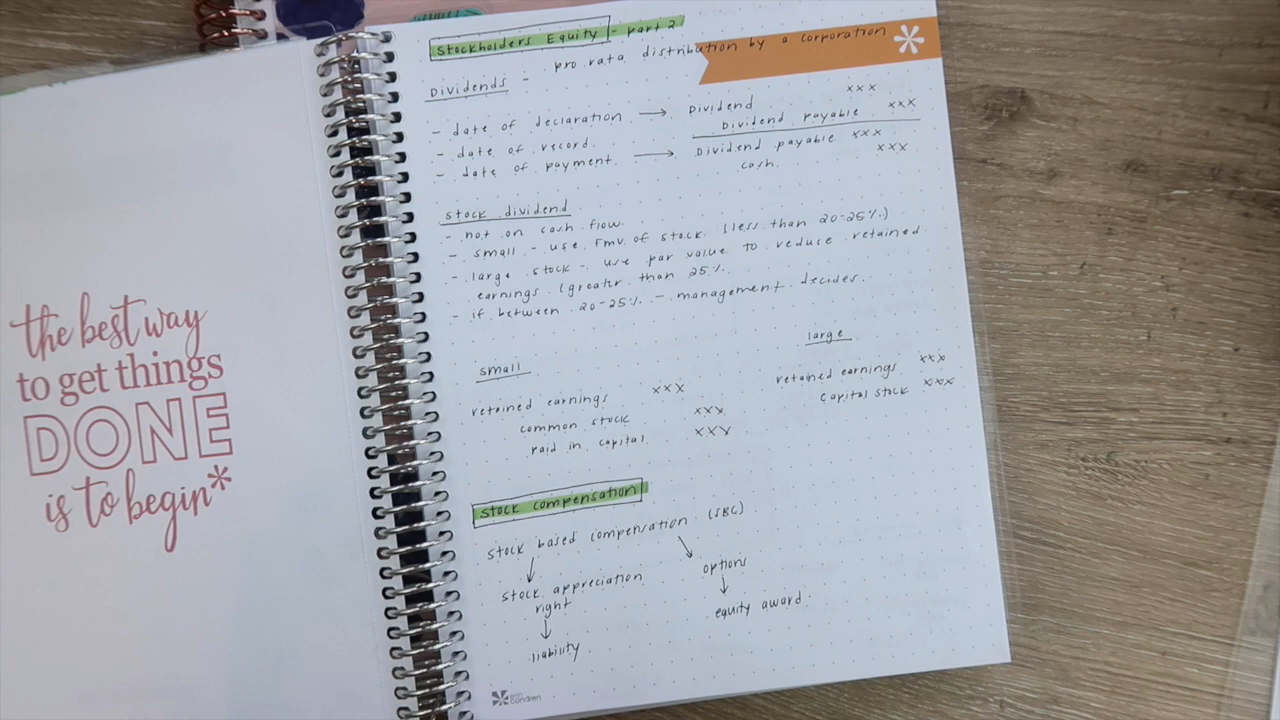 the best way
to get things
DONE
is to begin*
Stockholders Equity - part 2
Dividends - pro rata distribution by a corporation
- date of declaration → Dividend xxx
Dividend payable xxx
- date of record.
- date of payment → Dividend payable xxx
cash xxx
stock dividend
- not on cash flow.
- small - use FMV of stock (less than 20-25%)
- large stock - use par value to reduce retained
earnings (greater than 25%.
- if between 20-25% - management decides.
small
retained earnings xxx
common stock xxx
paid in capital xxx
large
retained earnings xxx
capital stock xxx
stock compensation
stock based compensation (SBC)
stock appreciation
right
liability
options
equity award
erin
condren